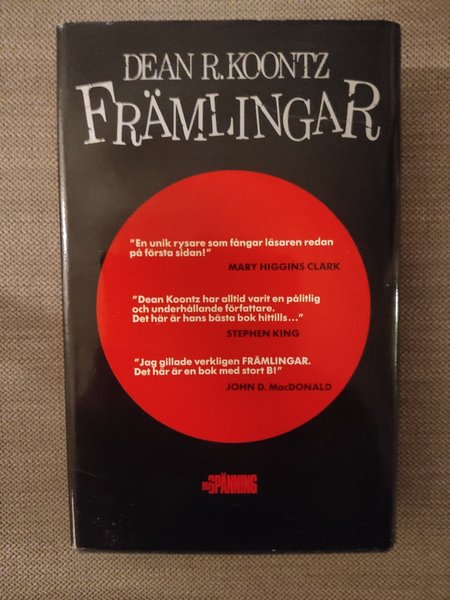 DEAN R. KOONTZ
FRÄMLINGAR
"En unik rysare som fångar läsaren redan
på första sidan!"
MARY HIGGINS CLARK
"Dean Koontz har alltid varit en pålitlig
och underhållande författare.
Det här är hans bästa bok hittills..."
STEPHEN KING
"Jag gillade verkligen FRÄMLINGAR.
Det här är en bok med stort B!"
JOHN D. MacDONALD
SPÄNNING